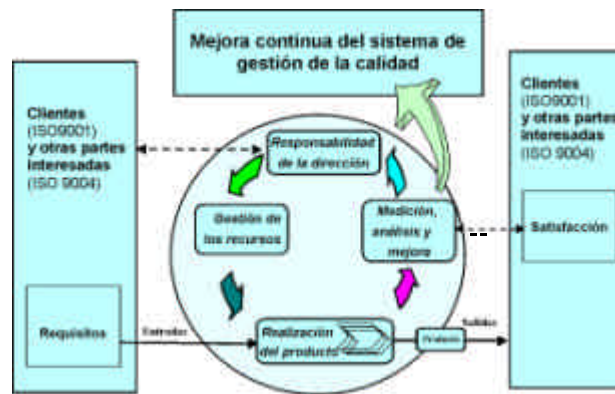 Mejora continua del sistema de
gestión de la calidad
Clientes
(ISO9001)
y otras partes
interesadas
(ISO 9004)
Responsabilidad
de la dirección
Gestión de
los recursos
Medición,
análisis y
mejora
Realización
del producto
Requisitos
Entradas
Producto
Salidas
Clientes
(ISO9001)
y otras partes
interesadas
(ISO 9004)
Satisfacción